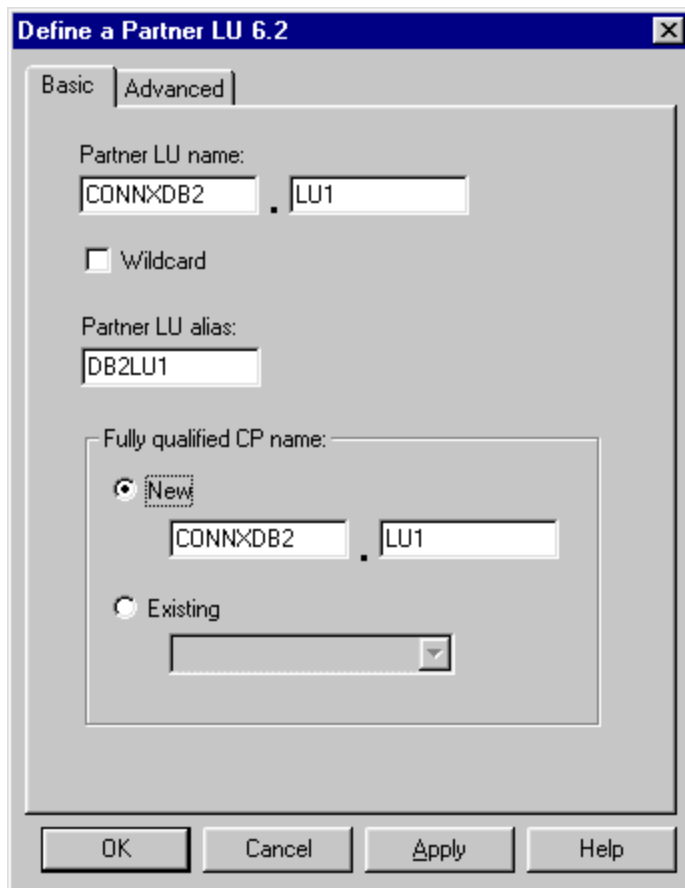 Define a Partner LU 6.2
Basic Advanced
Partner LU name:
CONNXDB2 . LU1
Wildcard
Partner LU alias:
DB2LU1
Fully qualified CP name:
New
CONNXDB2 . LU1
Existing
OK Cancel Apply Help